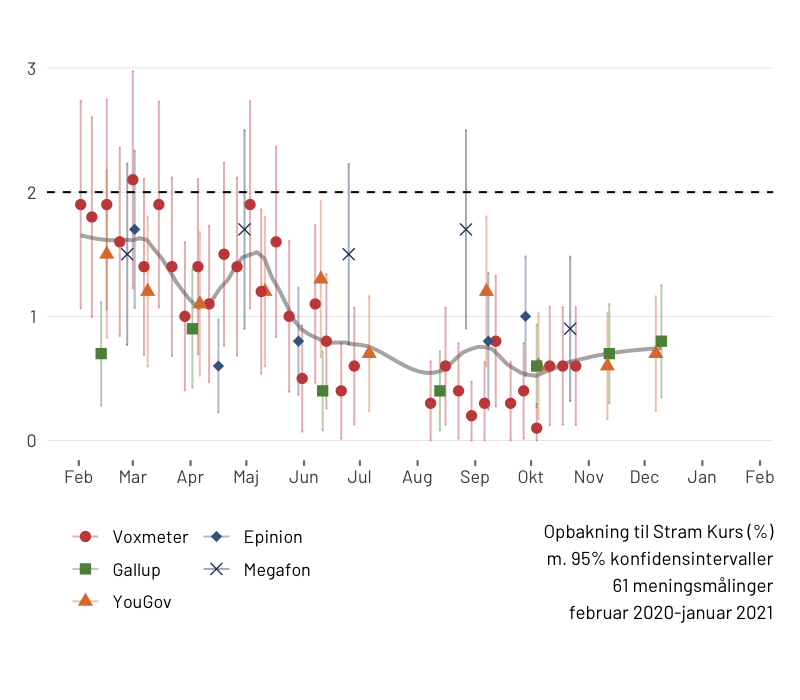 3
2
1
0
Feb Mar Apr Maj Jun Jul Aug Sep Okt Nov Dec Jan Feb
Voxmeter Epinion
Gallup Megafon
YouGov
Opbakning til Stram Kurs (%)
m. 95% konfidensintervaller
61 meningsmålinger
februar 2020-januar 2021